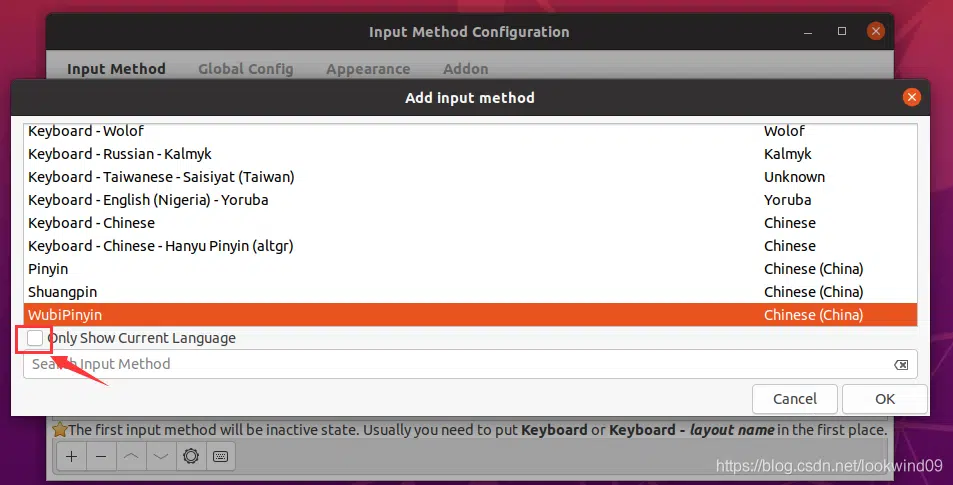 Input Method Configuration
Input Method Global Config Appearance Addon
Add input method
Keyboard - Wolof Wolof
Keyboard - Russian - Kalmyk Kalmyk
Keyboard - Taiwanese - Saisiyat (Taiwan) Unknown
Keyboard - English (Nigeria) - Yoruba Yoruba
Keyboard - Chinese Chinese
Keyboard - Chinese - Hanyu Pinyin (altgr) Chinese
Pinyin Chinese (China)
Shuangpin Chinese (China)
WubiPinyin Chinese (China)
Only Show Current Language
Search Input Method
Cancel OK
The first input method will be inactive state. Usually you need to put Keyboard or Keyboard - layout name in the first place.
https://blog.csdn.net/lookwind09